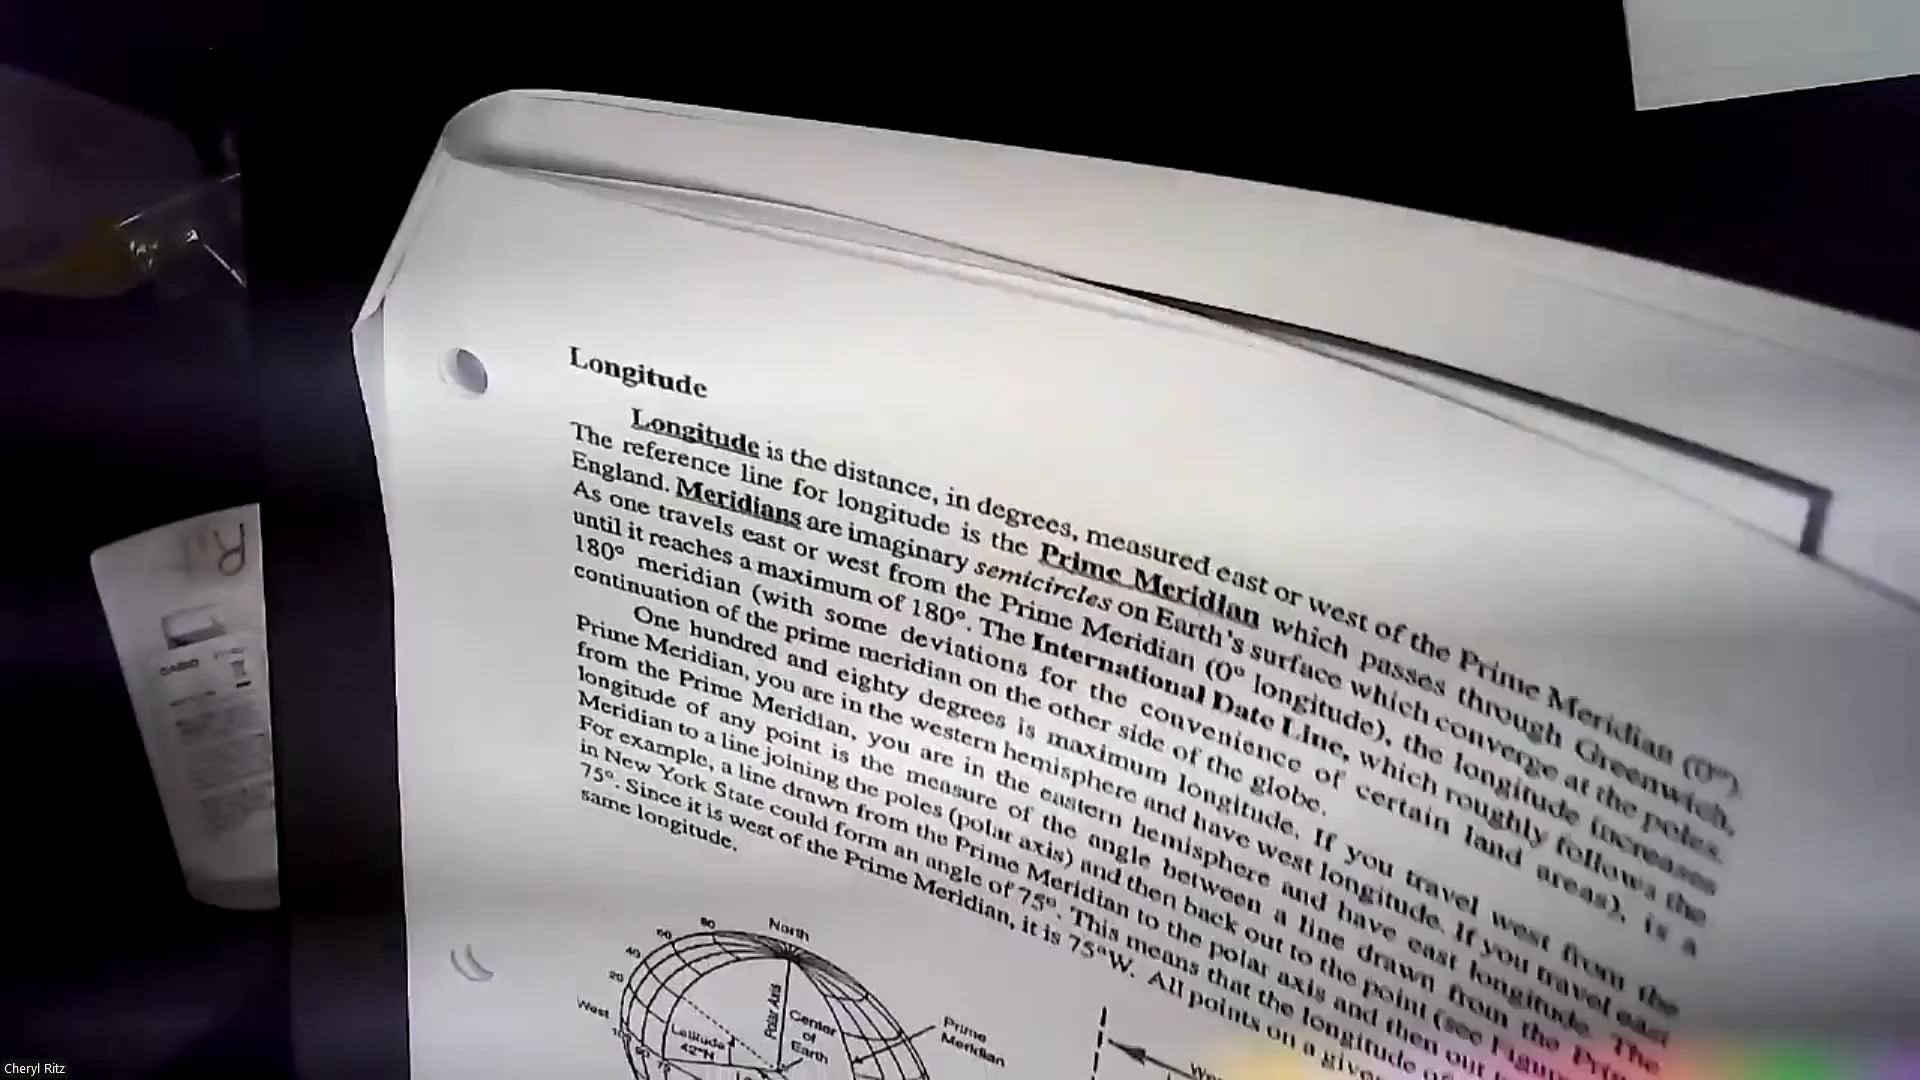 Longitude
Longitude is the distance, in degrees, measured east or west of the Prime Meridian (0°).
The reference line for longitude is the Prime Meridian which passes through Greenwich,
England. Meridians are imaginary semicircles on Earth's surface which converge at the poles.
As one travels east or west from the Prime Meridian (0° longitude), the longitude increases
until it reaches a maximum of 180°. The International Date Line, which roughly follows the
180° meridian (with some deviations for the convenience of certain land areas), is a
continuation of the prime meridian on the other side of the globe.
One hundred and eighty degrees is maximum longitude. If you travel west from the
Prime Meridian, you are in the western hemisphere and have west longitude. If you travel east
from the Prime Meridian, you are in the eastern hemisphere and have east longitude. The
longitude of any point is the measure of the angle between a line drawn from the Prime
Meridian to a line joining the poles (polar axis) and then back out to the point (see Figure
For example, a line drawn from the Prime Meridian to the polar axis and then out
in New York State could form an angle of 75°. This means that the longitude of
75°. Since it is west of the Prime Meridian, it is 75°W. All points on a given
same longitude.
80
North
60
40
20
West
Polar Axis
Center
of
Earth
Latitude
42°N
Prime
Meridian
CASIO
Cheryl Ritz